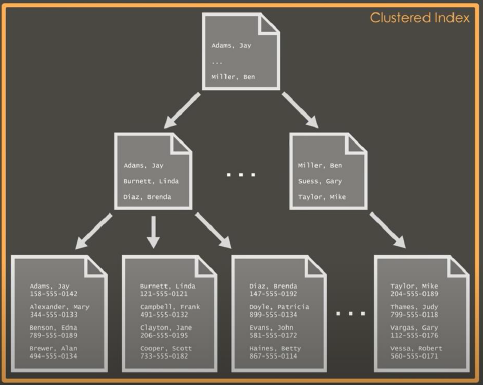 Clustered Index
Adams, Jay
...
Miller, Ben
Adams, Jay
Burnett, Linda
Diaz, Brenda
...
Miller, Ben
Suess, Gary
Taylor, Mike
Adams, Jay
158-555-0142
Alexander, Mary
344-555-0133
Benson, Edna
789-555-0189
Brewer, Alan
494-555-0134
Burnett, Linda
121-555-0121
Campbell, Frank
491-555-0132
Clayton, Jane
206-555-0195
Cooper, Scott
733-555-0182
Diaz, Brenda
147-555-0192
Doyle, Patricia
899-555-0134
Evans, John
581-555-0172
Haines, Betty
867-555-0114
...
Taylor, Mike
204-555-0189
Thames, Judy
799-555-0118
Vargas, Gary
112-555-0176
Vessa, Robert
560-555-0171